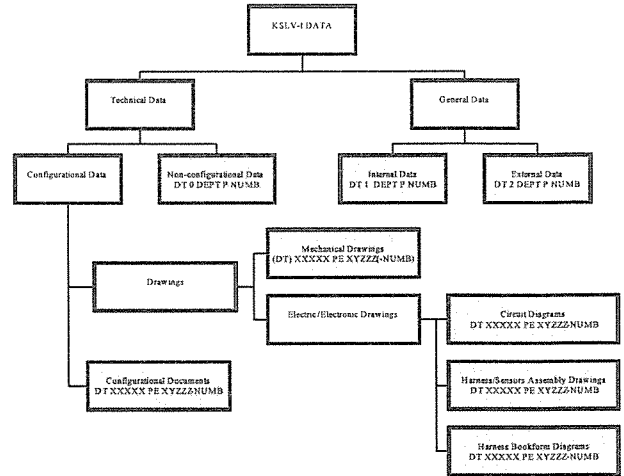 KSLV-I DATA
Technical Data
General Data
Configurational Data
Non-configurational Data
DT 0 DEPT P NUMB
Internal Data
DT 1 DEPT P NUMB
External Data
DT 2 DEPT P NUMB
Drawings
Mechanical Drawings
(DT) XXXXX PE XYZZZ(-NUMB)
Electric/Electronic Drawings
Circuit Diagrams
DT XXXXX PE XYZZZ-NUMB
Configurational Documents
DT XXXXX PE XYZZZ-NUMB
Harness/Sensors Assembly Drawings
DT XXXXX PE XYZZZ-NUMB
Harness Bookform Diagrams
DT XXXXX PE XYZZZ-NUMB